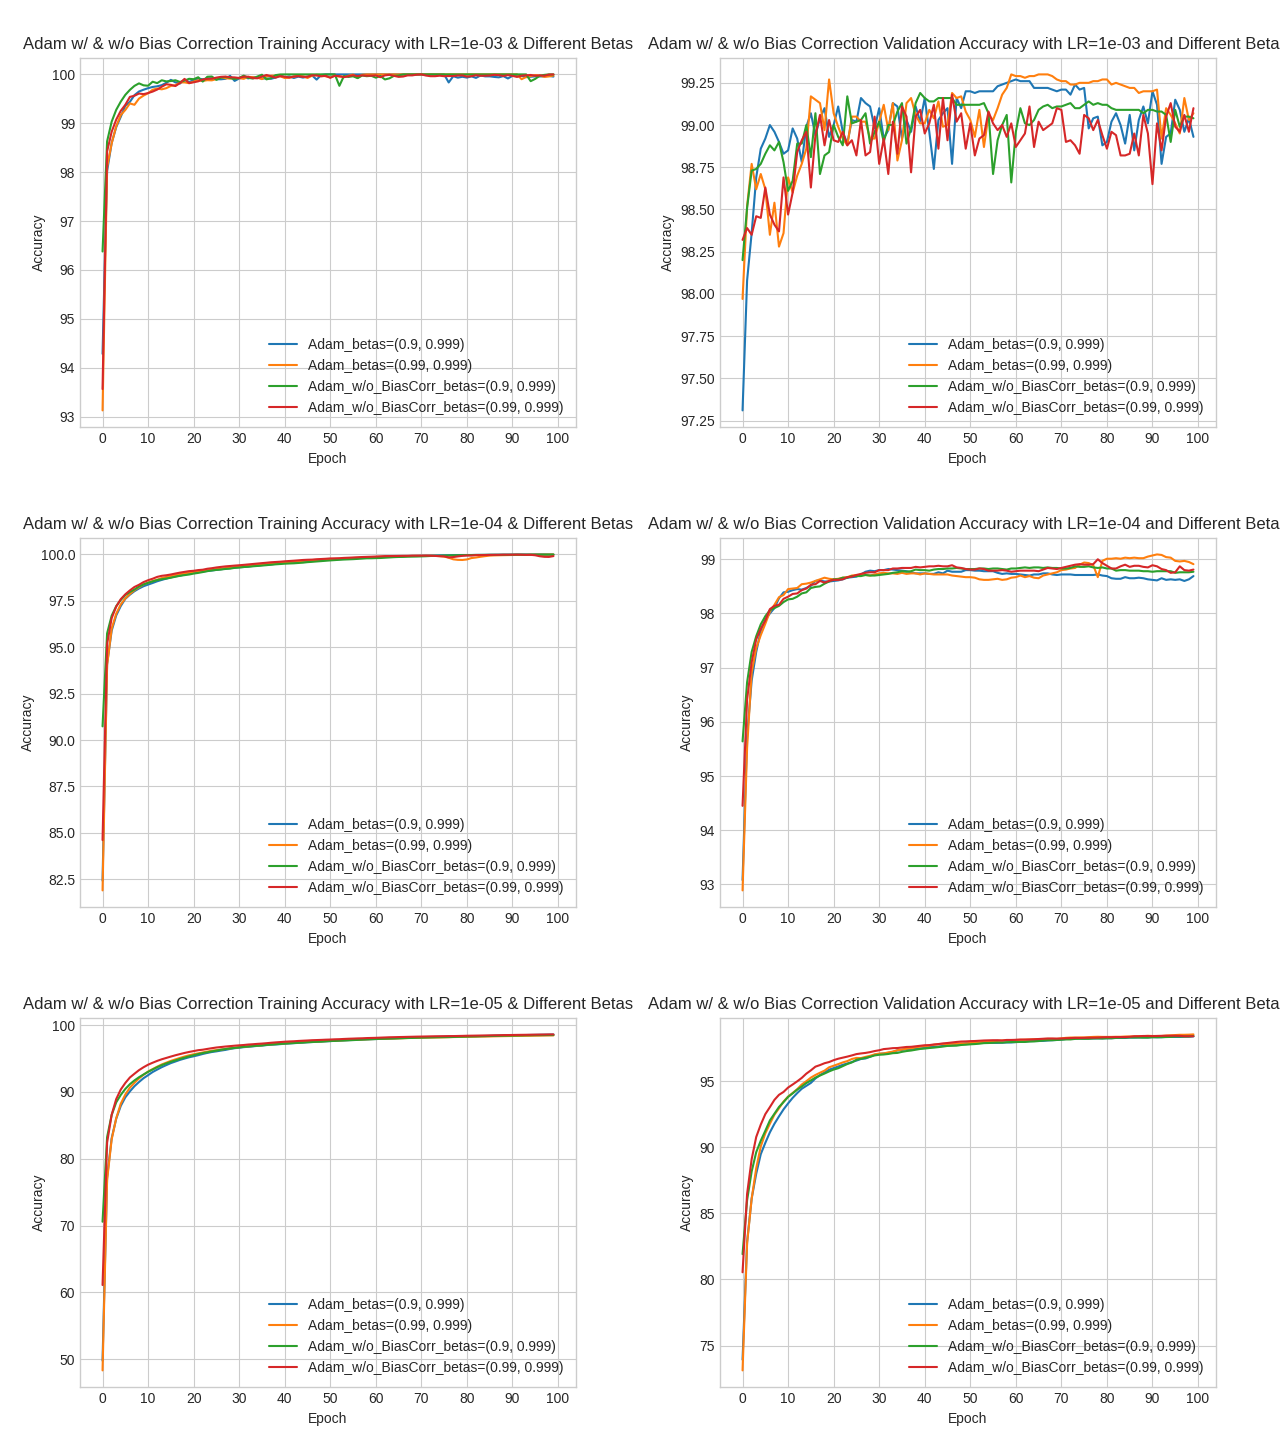 Adam w/ & w/o Bias Correction Training Accuracy with LR=1e-03 & Different Betas
100
99
98
97
96
95
94
93
Accuracy
Adam_betas=(0.9, 0.999)
Adam_betas=(0.99, 0.999)
Adam_w/o_BiasCorr_betas=(0.9, 0.999)
Adam_w/o_BiasCorr_betas=(0.99, 0.999)
0 10 20 30 40 50 60 70 80 90 100
Epoch
Adam w/ & w/o Bias Correction Validation Accuracy with LR=1e-03 and Different Beta
99.25
99.00
98.75
98.50
98.25
98.00
97.75
97.50
97.25
Accuracy
Adam_betas=(0.9, 0.999)
Adam_betas=(0.99, 0.999)
Adam_w/o_BiasCorr_betas=(0.9, 0.999)
Adam_w/o_BiasCorr_betas=(0.99, 0.999)
0 10 20 30 40 50 60 70 80 90 100
Epoch
Adam w/ & w/o Bias Correction Training Accuracy with LR=1e-04 & Different Betas
100.0
97.5
95.0
92.5
90.0
87.5
85.0
82.5
Accuracy
Adam_betas=(0.9, 0.999)
Adam_betas=(0.99, 0.999)
Adam_w/o_BiasCorr_betas=(0.9, 0.999)
Adam_w/o_BiasCorr_betas=(0.99, 0.999)
0 10 20 30 40 50 60 70 80 90 100
Epoch
Adam w/ & w/o Bias Correction Validation Accuracy with LR=1e-04 and Different Beta
99
98
97
96
95
94
93
Accuracy
Adam_betas=(0.9, 0.999)
Adam_betas=(0.99, 0.999)
Adam_w/o_BiasCorr_betas=(0.9, 0.999)
Adam_w/o_BiasCorr_betas=(0.99, 0.999)
0 10 20 30 40 50 60 70 80 90 100
Epoch
Adam w/ & w/o Bias Correction Training Accuracy with LR=1e-05 & Different Betas
100
90
80
70
60
50
Accuracy
Adam_betas=(0.9, 0.999)
Adam_betas=(0.99, 0.999)
Adam_w/o_BiasCorr_betas=(0.9, 0.999)
Adam_w/o_BiasCorr_betas=(0.99, 0.999)
0 10 20 30 40 50 60 70 80 90 100
Epoch
Adam w/ & w/o Bias Correction Validation Accuracy with LR=1e-05 and Different Beta
95
90
85
80
75
Accuracy
Adam_betas=(0.9, 0.999)
Adam_betas=(0.99, 0.999)
Adam_w/o_BiasCorr_betas=(0.9, 0.999)
Adam_w/o_BiasCorr_betas=(0.99, 0.999)
0 10 20 30 40 50 60 70 80 90 100
Epoch